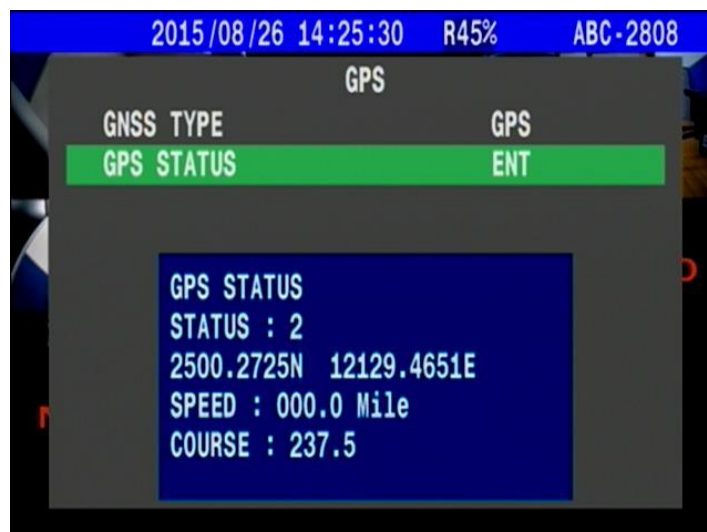 2015/08/26 14:25:30 R45% ABC-2808
GPS
GNSS TYPE GPS
GPS STATUS ENT
GPS STATUS
STATUS : 2
2500.2725N 12129.4651E
SPEED : 000.0 Mile
COURSE : 237.5